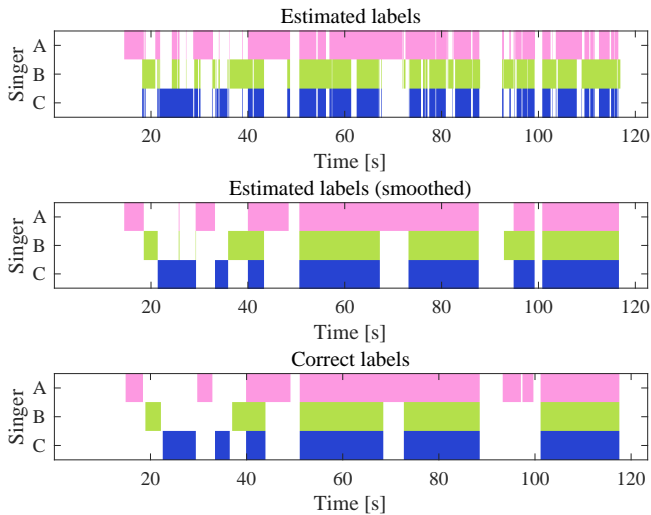 Estimated labels
A
B
C
Singer
20 40 60 80 100 120
Time [s]
Estimated labels (smoothed)
A
B
C
Singer
20 40 60 80 100 120
Time [s]
Correct labels
A
B
C
Singer
20 40 60 80 100 120
Time [s]